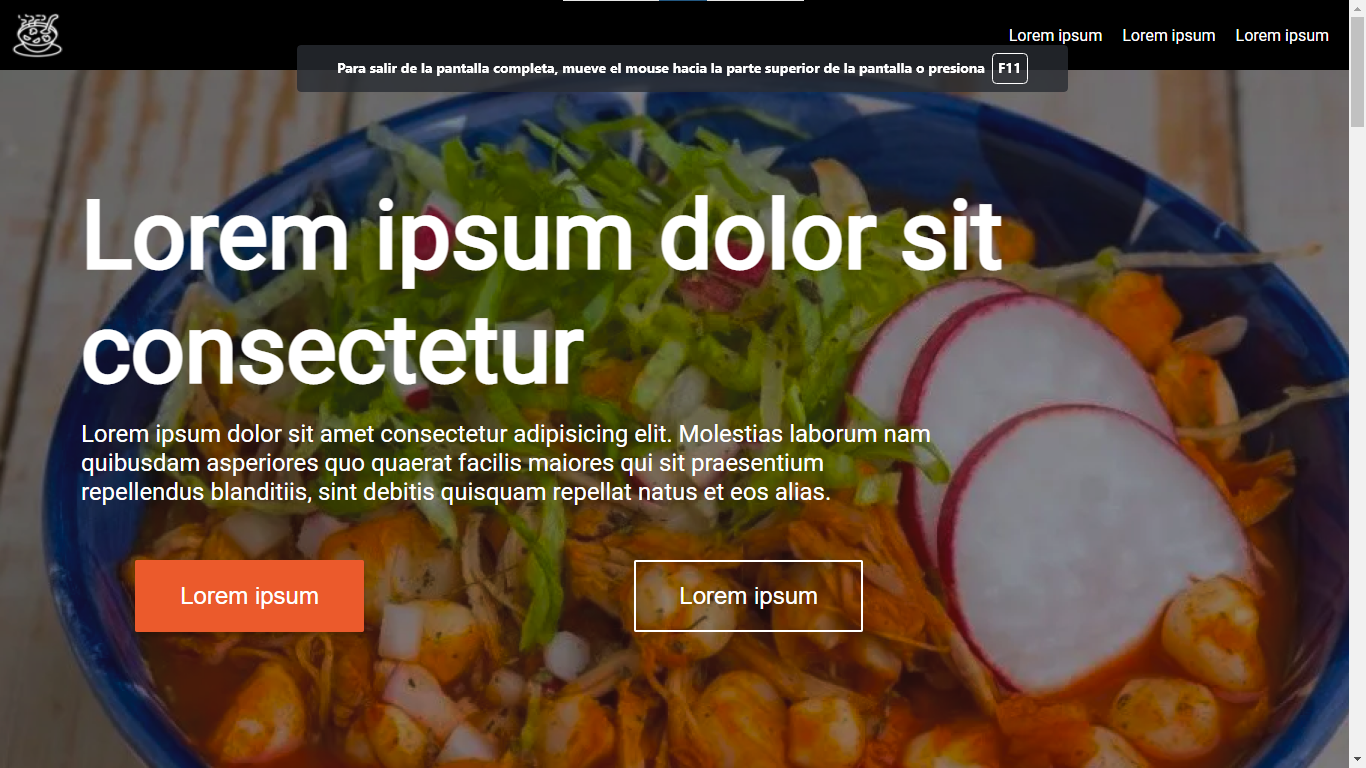 Lorem ipsum Lorem ipsum Lorem ipsum
Para salir de la pantalla completa, mueve el mouse hacia la parte superior de la pantalla o presiona F11
Lorem ipsum dolor sit
consectetur
Lorem ipsum dolor sit amet consectetur adipisicing elit. Molestias laborum nam
quibusdam asperiores quo quaerat facilis maiores qui sit praesentium
repellendus blanditiis, sint debitis quisquam repellat natus et eos alias.
Lorem ipsum Lorem ipsum